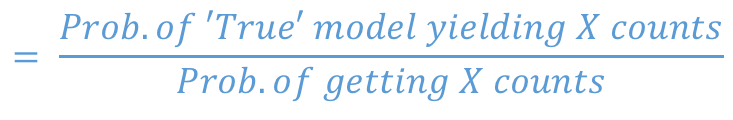 = Prob. of 'True' model yielding X counts
Prob. of getting X counts